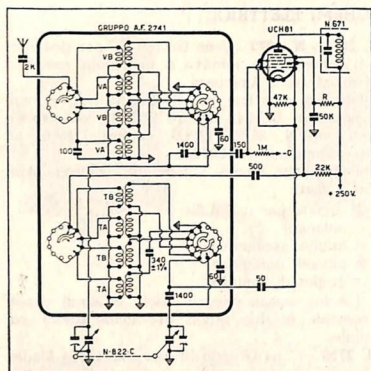 GRUPPO A.F. 2741
UCH81
N 671
2K
VB
VA
VB
VA
100
1400
60
150
1M
-G
47K
R
50K
500
22K
+250V.
TB
TA
TB
TA
340
±1%
1400
60
50
N-822-C